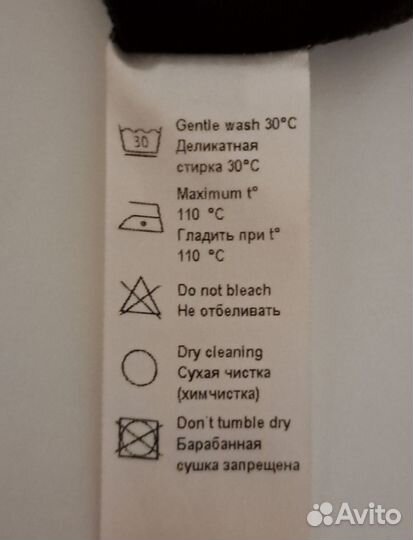 30
Gentle wash 30°C
Деликатная
стирка 30°C
Maximum t°
110 °C
Гладить при t°
110 °C
Do not bleach
Не отбеливать
Dry cleaning
Сухая чистка
(химчистка)
Don't tumble dry
Барабанная
сушка запрещена
Avito